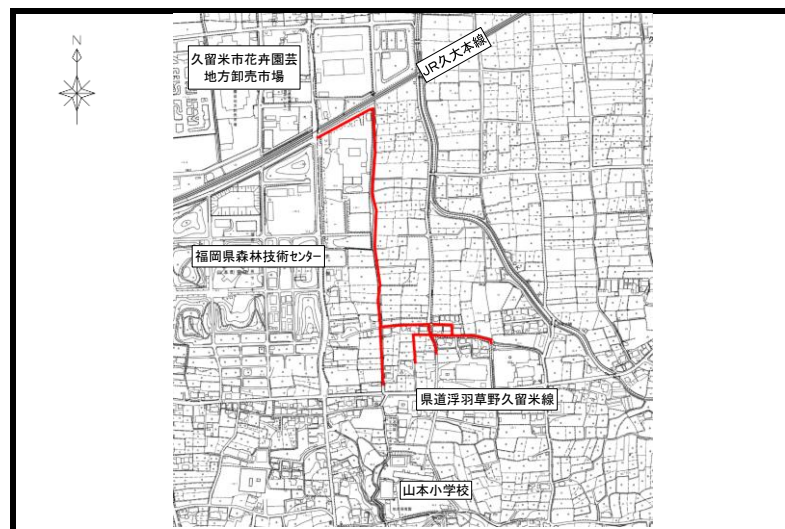 N
久留米市花卉園芸
地方卸売市場
JR久大本線
福岡県森林技術センター
県道浮羽草野久留米線
山本小学校